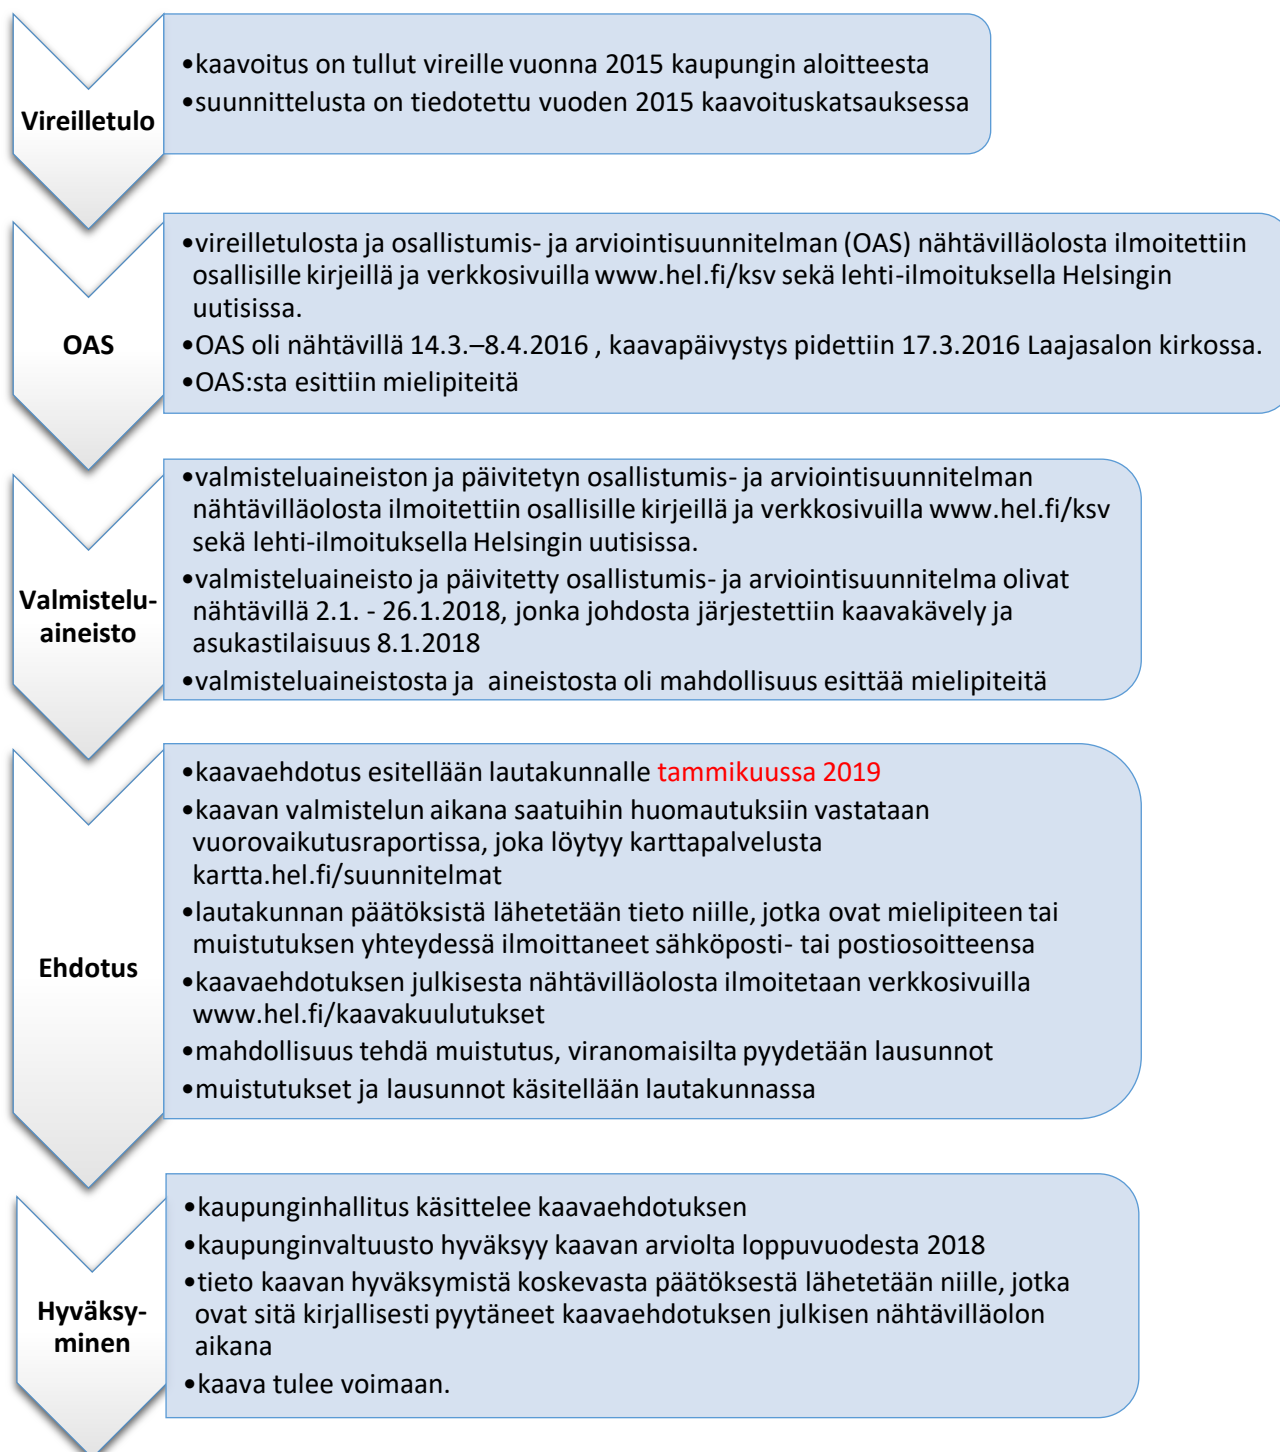 Vireilletulo
•kaavoitus on tullut vireille vuonna 2015 kaupungin aloitteesta
•suunnittelusta on tiedotettu vuoden 2015 kaavoituskatsauksessa
OAS
•vireilletulosta ja osallistumis- ja arviointisuunnitelman (OAS) nähtävilläolosta ilmoitettiin
osallisille kirjeillä ja verkkosivuilla www.hel.fi/ksv sekä lehti-ilmoituksella Helsingin
uutisissa.
•OAS oli nähtävillä 14.3.–8.4.2016 , kaavapäivystys pidettiin 17.3.2016 Laajasalon kirkossa.
•OAS:sta esittiin mielipiteitä
Valmistelu-
aineisto
•valmisteluaineiston ja päivitetyn osallistumis- ja arviointisuunnitelman
nähtävilläolosta ilmoitettiin osallisille kirjeillä ja verkkosivuilla www.hel.fi/ksv
sekä lehti-ilmoituksella Helsingin uutisissa.
•valmisteluaineisto ja päivitetty osallistumis- ja arviointisuunnitelma olivat
nähtävillä 2.1. - 26.1.2018, jonka johdosta järjestettiin kaavakävely ja
asukastilaisuus 8.1.2018
•valmisteluaineistosta ja  aineistosta oli mahdollisuus esittää mielipiteitä
Ehdotus
•kaavaehdotus esitellään lautakunnalle tammikuussa 2019
•kaavan valmistelun aikana saatuihin huomautuksiin vastataan
vuorovaikutusraportissa, joka löytyy karttapalvelusta
kartta.hel.fi/suunnitelmat
•lautakunnan päätöksistä lähetetään tieto niille, jotka ovat mielipiteen tai
muistutuksen yhteydessä ilmoittaneet sähköposti- tai postiosoitteensa
•kaavaehdotuksen julkisesta nähtävilläolosta ilmoitetaan verkkosivuilla
www.hel.fi/kaavakuulutukset
•mahdollisuus tehdä muistutus, viranomaisilta pyydetään lausunnot
•muistutukset ja lausunnot käsitellään lautakunnassa
Hyväksy-
minen
•kaupunginhallitus käsittelee kaavaehdotuksen
•kaupunginvaltuusto hyväksyy kaavan arviolta loppuvuodesta 2018
•tieto kaavan hyväksymistä koskevasta päätöksestä lähetetään niille, jotka
ovat sitä kirjallisesti pyytäneet kaavaehdotuksen julkisen nähtävilläolon
aikana
•kaava tulee voimaan.